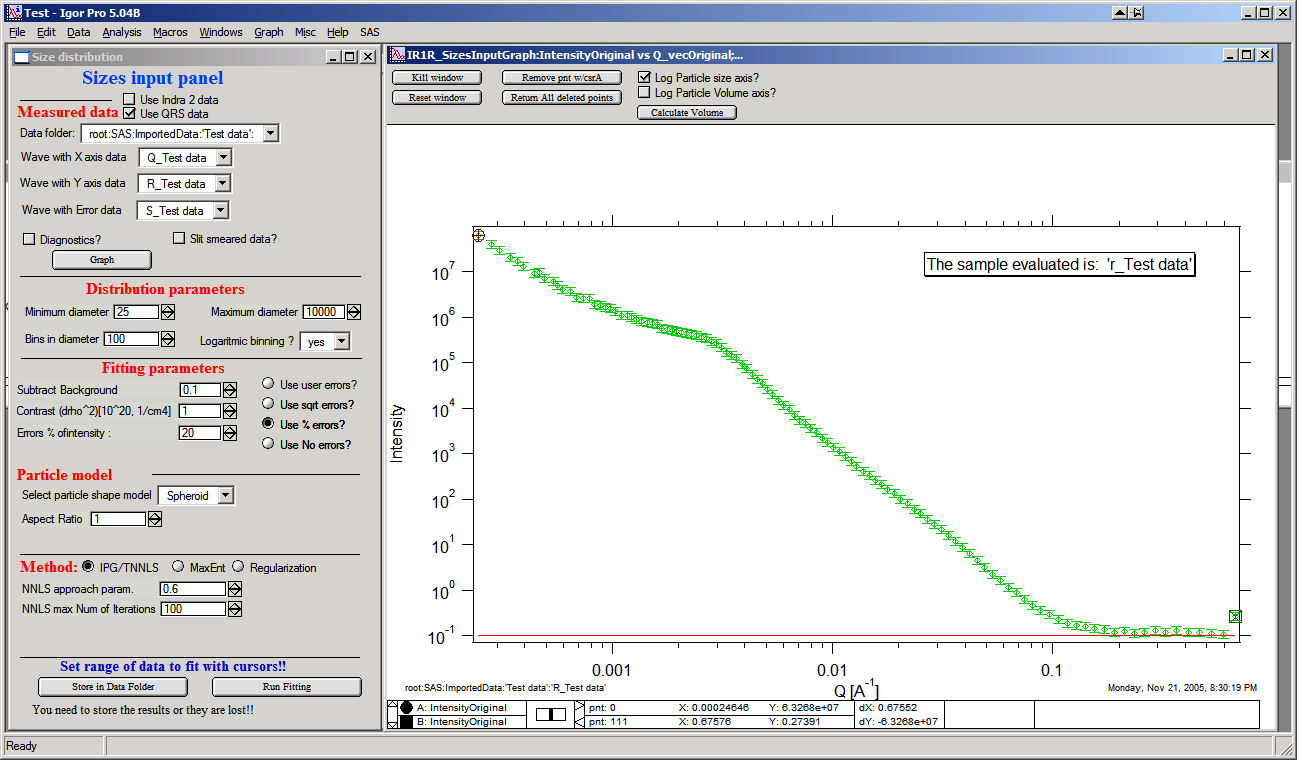 Test - Igor Pro 5.04B
File Edit Data Analysis Macros Windows Graph Misc Help SAS
Size distribution
Sizes input panel
Use Indra 2 data
Measured data Use QRS data
Data folder: root:SAS:ImportedData:'Test data':
Wave with X axis data Q_Test data
Wave with Y axis data R_Test data
Wave with Error data S_Test data
Diagnostics? Slit smeared data?
Graph
Distribution parameters
Minimum diameter 25 Maximum diameter 10000
Bins in diameter 100 Logaritmic binning ? yes
Fitting parameters
Subtract Background 0.1 Use user errors?
Contrast (drho^2)[10^20, 1/cm4] 1 Use sqrt errors?
Use % errors?
Errors % ofintensity : 20
Use No errors?
Particle model
Select particle shape model Spheroid
Aspect Ratio 1
Method: IPG/TNNLS MaxEnt Regularization
NNLS approach param. 0.6
NNLS max Num of Iterations 100
Set range of data to fit with cursors!!
Store in Data Folder Run Fitting
You need to store the results or they are lost!!
IR1R_SizesInputGraph:IntensityOriginal vs Q_vecOriginal;...
Kill window Remove pnt w/csrA Log Particle size axis?
Reset window Return All deleted points Log Particle Volume axis?
Calculate Volume
The sample evaluated is: 'r_Test data'
Intensity
10^7
10^6
10^5
10^4
10^3
10^2
10^1
10^0
10^-1
0.001 0.01 0.1
Q [A^-1]
root:SAS:ImportedData:'Test data':'R_Test data'
Monday, Nov 21, 2005, 8:30:19 PM
A: IntensityOriginal pnt: 0 X: 0.00024646 Y: 6.3268e+07 dX: 0.67552
B: IntensityOriginal pnt: 111 X: 0.67576 Y: 0.27391 dY: -6.3268e+07
Ready